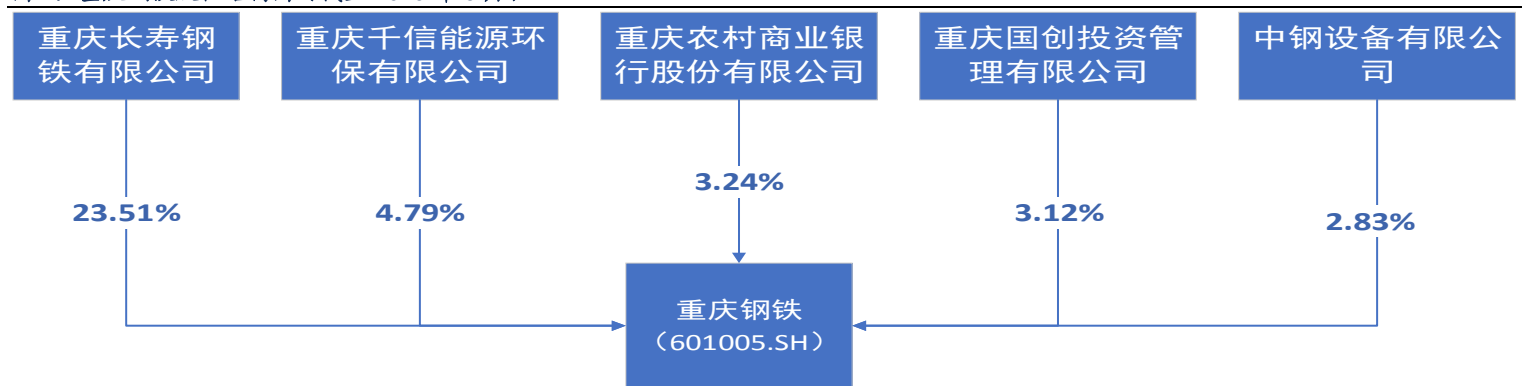 重庆长寿钢
铁有限公司
重庆千信能源环
保有限公司
重庆农村商业银
行股份有限公司
重庆国创投资管
理有限公司
中钢设备有限公
司
23.51%
4.79%
3.24%
3.12%
2.83%
重庆钢铁
（601005.SH）